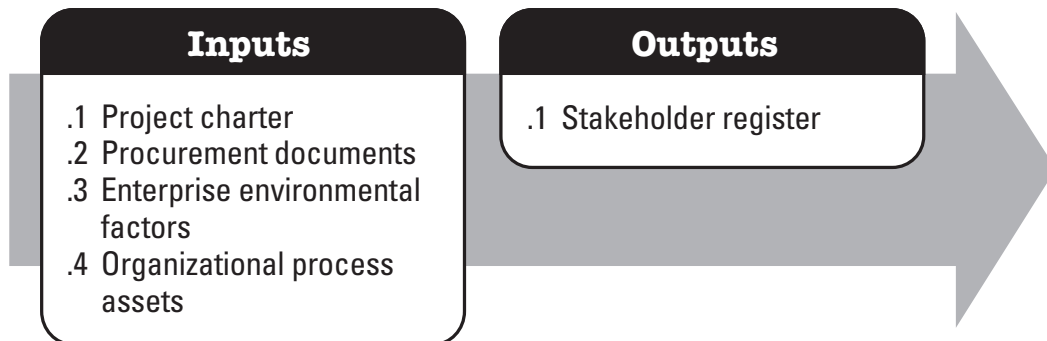 Inputs
.1 Project charter
.2 Procurement documents
.3 Enterprise environmental
factors
.4 Organizational process
assets
Outputs
.1 Stakeholder register